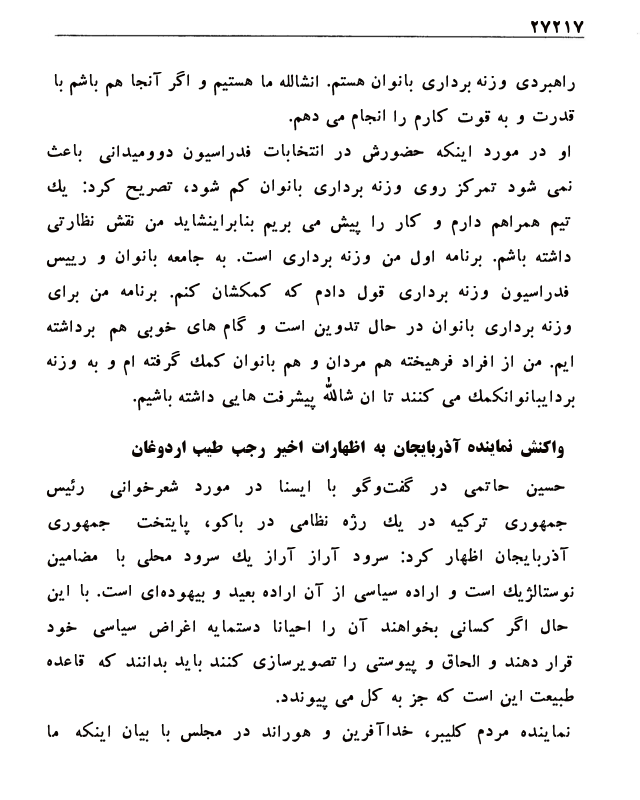 ۲۷۲۱۷
راهبردی وزنه برداری بانوان هستم. انشالله ما هستیم و اگر آنجا هم باشم با
قدرت و به قوت کارم را انجام می دهم.
او در مورد اینکه حضورش در انتخابات فدراسیون دوومیدانی باعث
نمی شود تمرکز روی وزنه برداری بانوان کم شود، تصریح کرد: یك
تیم همراهم دارم و کار را پیش می بریم بنابراینشاید من نقش نظارتی
داشته باشم. برنامه اول من وزنه برداری است. به جامعه بانوان و رییس
فدراسیون وزنه برداری قول دادم که کمکشان کنم. برنامه من برای
وزنه برداری بانوان در حال تدوین است و گام های خوبی هم برداشته
ایم. من از افراد فرهیخته هم مردان و هم بانوان کمك گرفته ام و به وزنه
بردایبانوانکمك می کنند تا ان شالله پیشرفت هایی داشته باشیم.
واکنش نماینده آذربایجان به اظهارات اخیر رجب طیب اردوغان
حسین حاتمی در گفت‌وگو با ایسنا در مورد شعرخوانی رئیس
جمهوری ترکیه در یك رژه نظامی در باکو، پایتخت جمهوری
آذربایجان اظهار کرد: سرود آراز آراز یك سرود محلی با مضامین
نوستالژیك است و اراده سیاسی از آن اراده بعید و بیهوده‌ای است. با این
حال اگر کسانی بخواهند آن را احیانا دستمایه اغراض سیاسی خود
قرار دهند و الحاق و پیوستی را تصویرسازی کنند باید بدانند که قاعده
طبیعت این است که جز به کل می پیوندد.
نماینده مردم کلیبر، خداآفرین و هوراند در مجلس با بیان اینکه ما